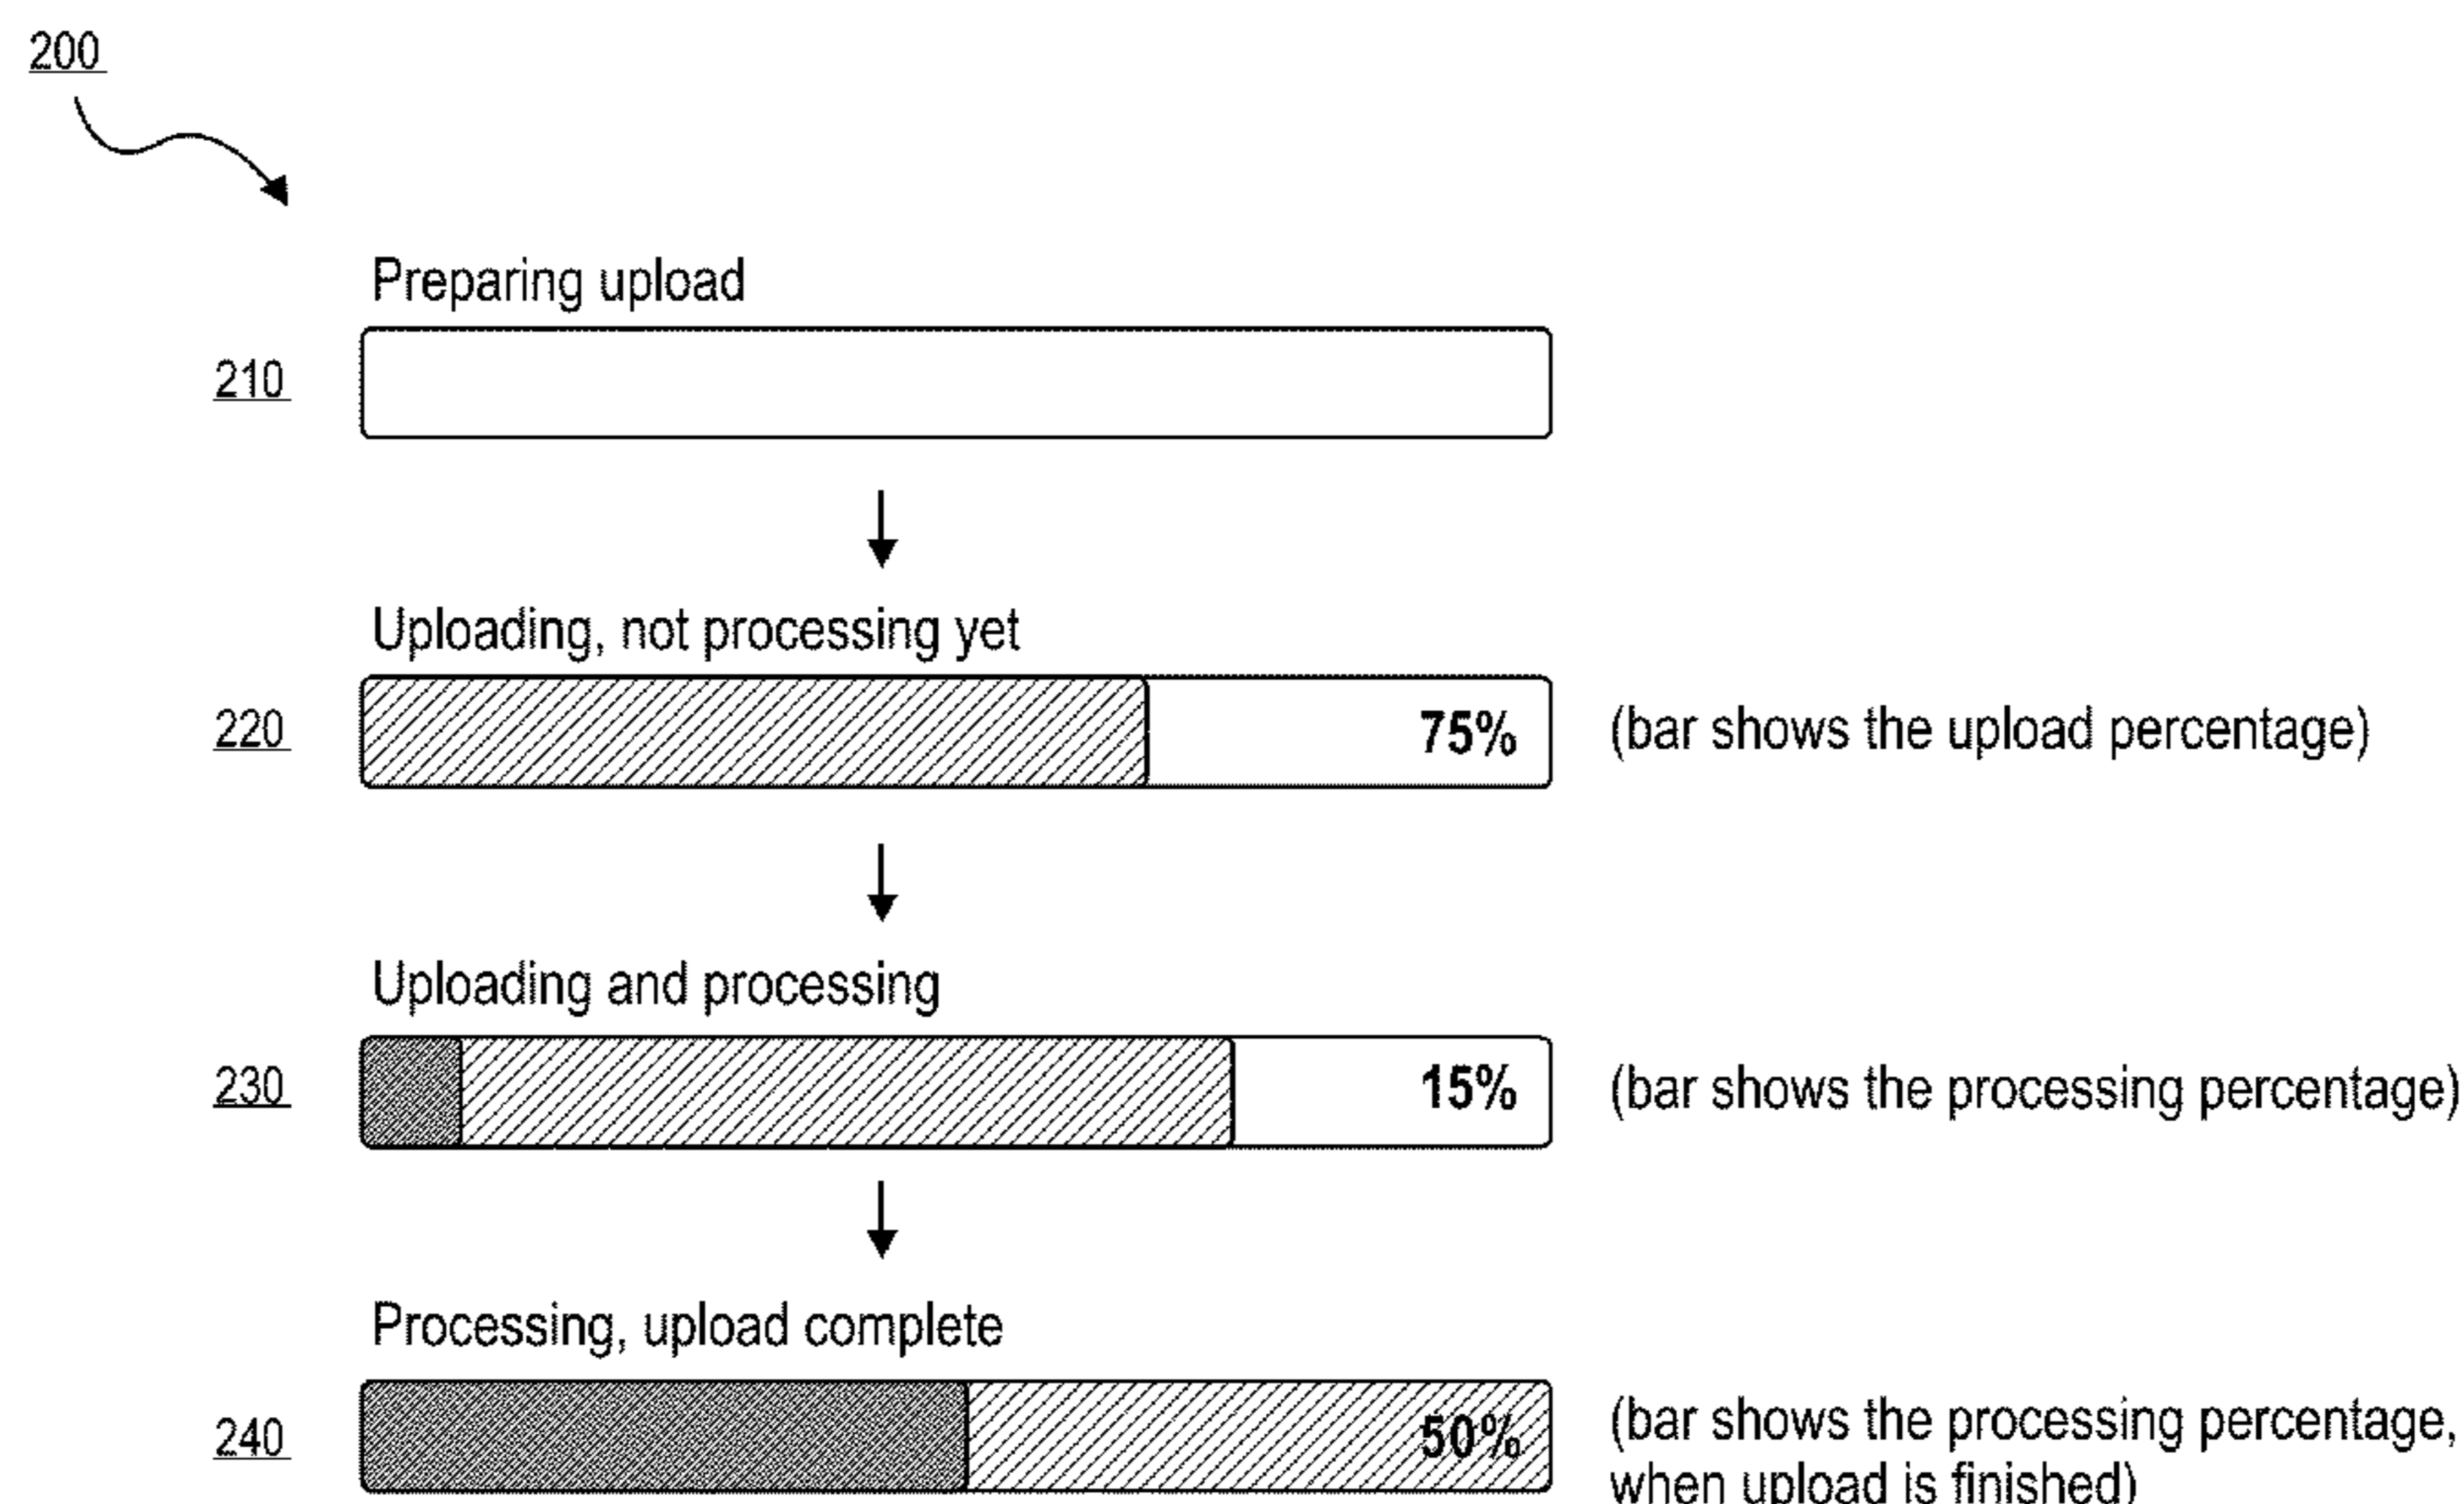 200
Preparing upload
210
Uploading, not processing yet
220
75%
(bar shows the upload percentage)
Uploading and processing
230
15%
(bar shows the processing percentage)
Processing, upload complete
240
50%
(bar shows the processing percentage,
when upload is finished)